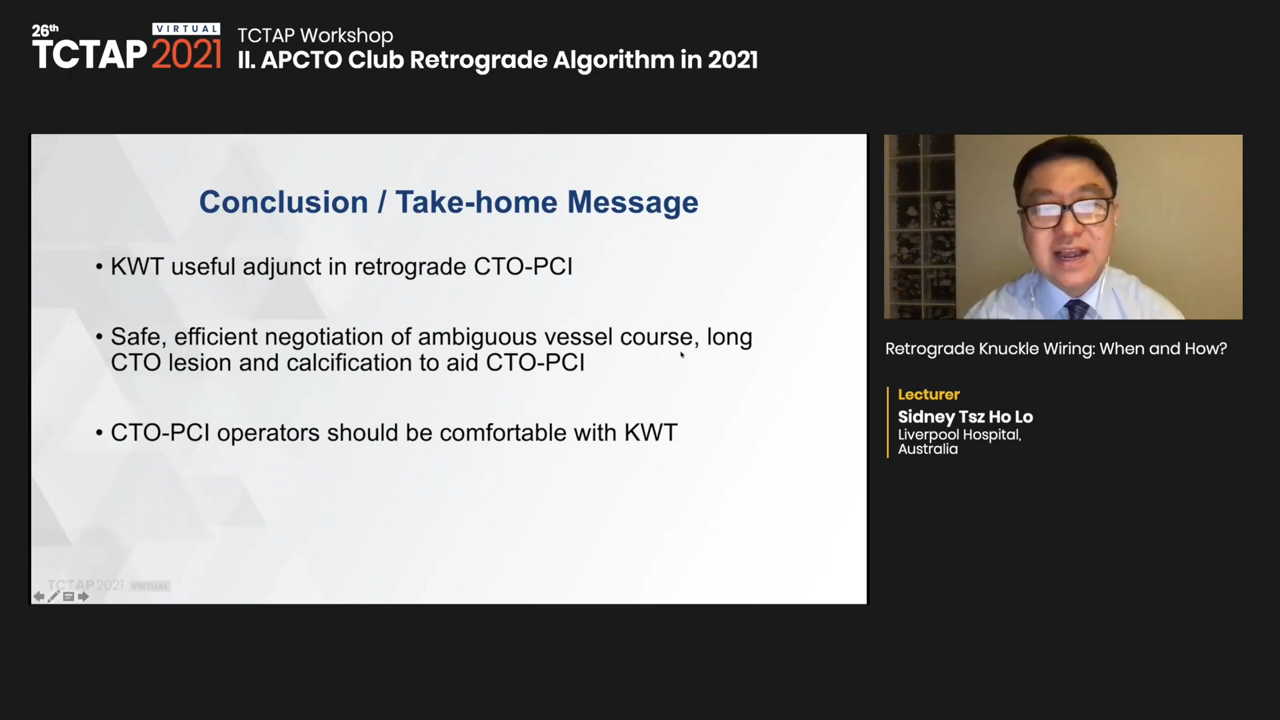 26th
VIRTUAL
TCTAP 2021
TCTAP Workshop
II. APCTO Club Retrograde Algorithm in 2021
Conclusion / Take-home Message
• KWT useful adjunct in retrograde CTO-PCI
• Safe, efficient negotiation of ambiguous vessel course, long
CTO lesion and calcification to aid CTO-PCI
• CTO-PCI operators should be comfortable with KWT
TCTAP 2021 VIRTUAL
Retrograde Knuckle Wiring: When and How?
Lecturer
Sidney Tsz Ho Lo
Liverpool Hospital,
Australia